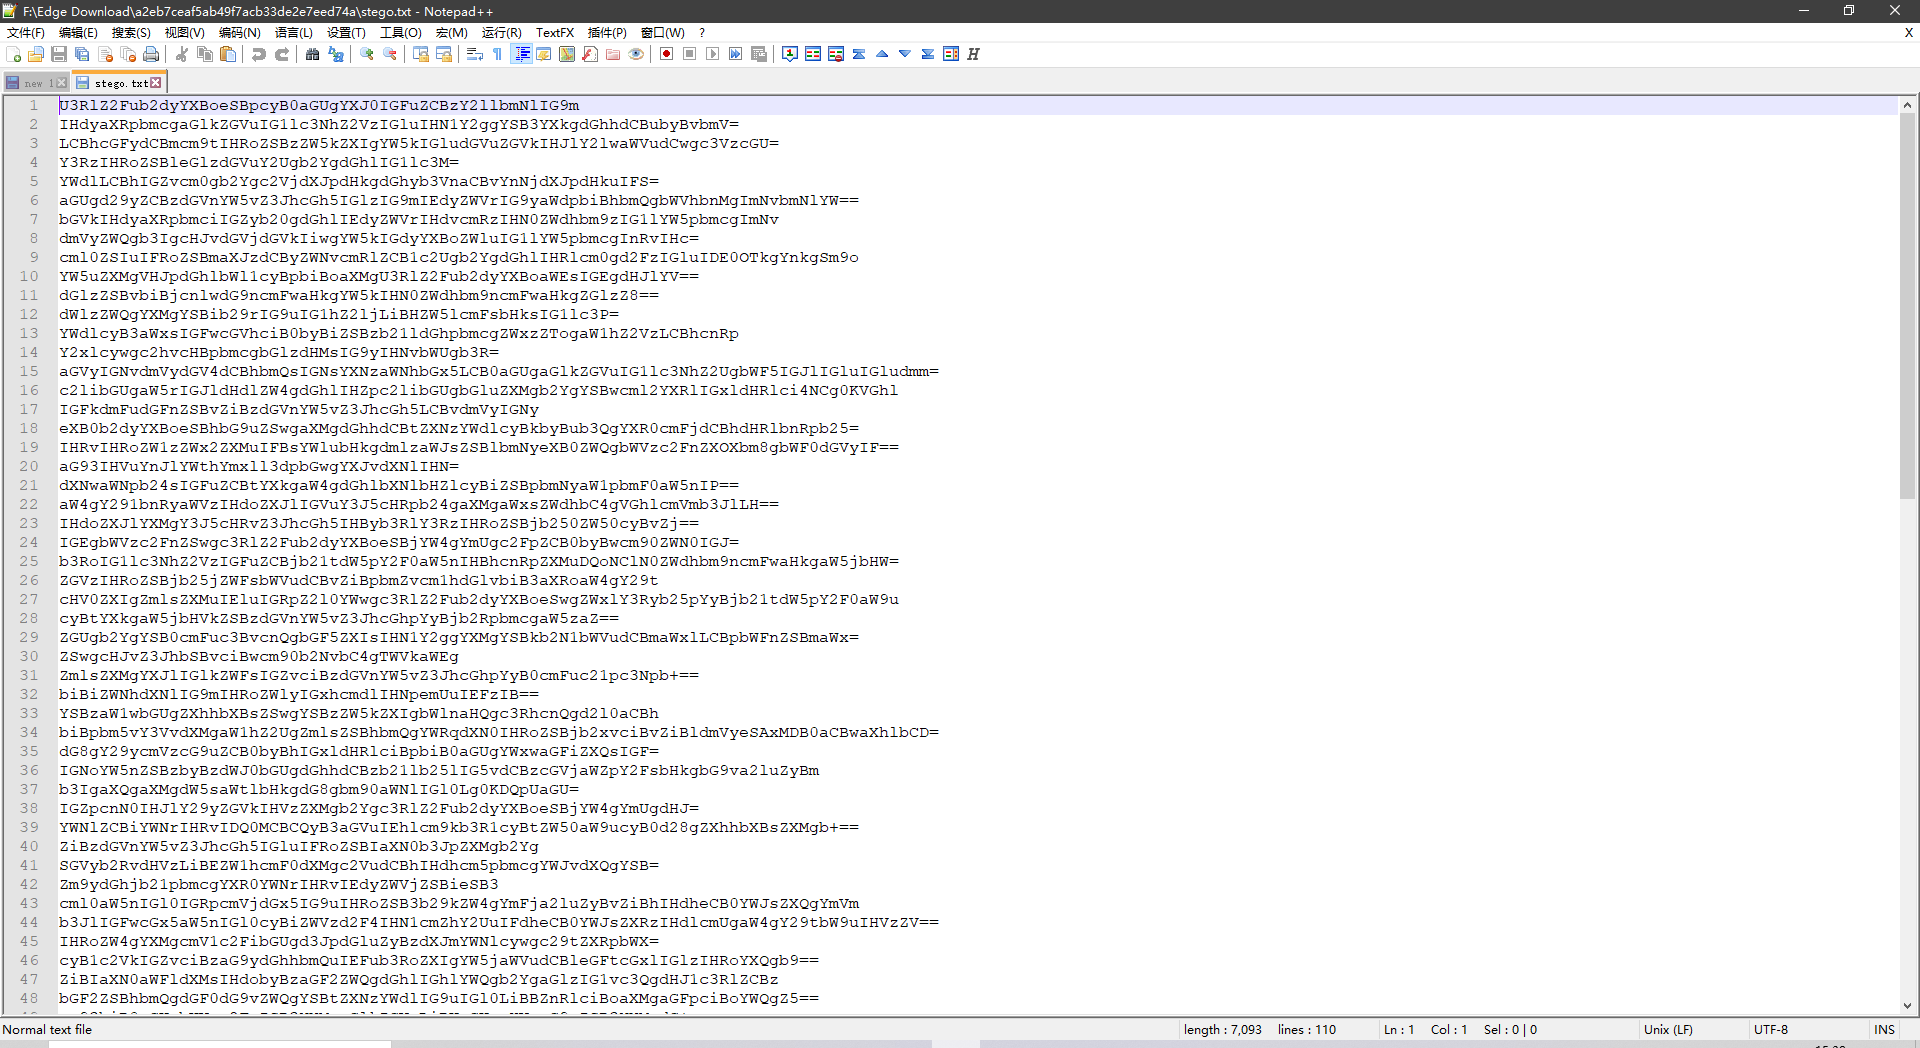 F:\Edge Download\a2eb7ceaf5ab49f7acb33de2e7eed74a\stego.txt - Notepad++
文件(F) 编辑(E) 搜索(S) 视图(V) 编码(N) 语言(L) 设置(T) 工具(O) 宏(M) 运行(R) TextFX 插件(P) 窗口(W) ? X
new 1 stego.txt
1 U3RlZ2Fub2dyYXBoeSBpcyB0aGUgYXJ0IGFuZCBzY2llbmNlIG9m
2 IHdyaXRpbmcgaGlkZGVuIG1lc3NhZ2VzIGluIHN1Y2ggYSB3YXkgdGhhdCBubyBvbmV=
3 LCBhcGFydCBmcm9tIHRoZSBzZW5kZXIgYW5kIGludGVuZGVkIHJlY2lwaWVudCwgc3VzcGU=
4 Y3RzIHRoZSBleGlzdGVuY2Ugb2YgdGhlIG1lc3M=
5 YWdlLCBhIGZvcm0gb2Ygc2VjdXJpdHkgdGhyb3VnaCBvYnNjdXJpdHkuIFS=
6 aGUgd29yZCBzdGVnYW5vZ3JhcGh5IGlzIG9mIEdyZWVrIG9yaWdpbiBhbmQgbWVhbnMgImNvbmNlYW==
7 bGVkIHdyaXRpbmciIGZyb20gdGhlIEdyZWVrIHdvcmRzIHN0ZWdhbm9zIG1lYW5pbmcgImNv
8 dmVyZWQgb3IgcHJvdGVjdGVkIiwgYW5kIGdyYXBoZWluIG1lYW5pbmcgInRvIHc=
9 cml0ZSIuIFRoZSBmaXJzdCByZWNvcmRlZCB1c2Ugb2YgdGhlIHRlcm0gd2FzIGluIDE0OTkgYnkgSm9o
10 YW5uZXMgVHJpdGhlbWl1cyBpbiBoaXMgU3RlZ2Fub2dyYXBoaWEsIGEgdHJlYV==
11 dGlzZSBvbiBjcnlwdG9ncmFwaHkgYW5kIHN0ZWdhbm9ncmFwaHkgZGlzZ8==
12 dWlzZWQgYXMgYSBib29rIG9uIG1hZ2ljLiBHZW5lcmFsbHksIG1lc3P=
13 YWdlcyB3aWxsIGFwcGVhciB0byBiZSBzb21ldGhpbmcgZWxzZTogaW1hZ2VzLCBhcnRp
14 Y2xlcywgc2hvcHBpbmcgbGlzdHMsIG9yIHNvbWUgb3R=
15 aGVyIGNvdmVydGV4dCBhbmQsIGNsYXNzaWNhbGx5LCB0aGUgaGlkZGVuIG1lc3NhZ2UgbWF5IGJlIGluIGludmm=
16 c2libGUgaW5rIGJldHdlZW4gdGhlIHZpc2libGUgbGluZXMgb2YgYSBwcml2YXRlIGxldHRlci4NCg0KVGhl
17 IGFkdmFudGFnZSBvZiBzdGVnYW5vZ3JhcGh5LCBvdmVyIGNy
18 eXB0b2dyYXBoeSBhbG9uZSwgaXMgdGhhdCBtZXNzYWdlcyBkbyBub3QgYXR0cmFjdCBhdHRlbnRpb25=
19 IHRvIHRoZW1zZWx2ZXMuIFBsYWlubHkgdmlzaWJsZSBlbmNyeXB0ZWQgbWVzc2FnZXOXbm8gbWF0dGVyIF==
20 aG93IHVuYnJlYWthYmxll3dpbGwgYXJvdXNlIHN=
21 dXNwaWNpb24sIGFuZCBtYXkgaW4gdGhlbXNlbHZlcyBiZSBpbmNyaW1pbmF0aW5nIP==
22 aW4gY291bnRyaWVzIHdoZXJlIGVuY3J5cHRpb24gaXMgaWxsZWdhbC4gVGhlcmVmb3JlLH==
23 IHdoZXJlYXMgY3J5cHRvZ3JhcGh5IHByb3RlY3RzIHRoZSBjb250ZW50cyBvZj==
24 IGEgbWVzc2FnZSwgc3RlZ2Fub2dyYXBoeSBjYW4gYmUgc2FpZCB0byBwcm90ZWN0IGJ=
25 b3RoIG1lc3NhZ2VzIGFuZCBjb21tdW5pY2F0aW5nIHBhcnRpZXMuDQoNClN0ZWdhbm9ncmFwaHkgaW5jbHW=
26 ZGVzIHRoZSBjb25jZWFsbWVudCBvZiBpbmZvcm1hdGlvbiB3aXRoaW4gY29t
27 cHV0ZXIgZmlsZXMuIEluIGRpZ2l0YWwgc3RlZ2Fub2dyYXBoeSwgZWxlY3Ryb25pYyBjb21tdW5pY2F0aW9u
28 cyBtYXkgaW5jbHVkZSBzdGVnYW5vZ3JhcGhpYyBjb2RpbmcgaW5zaZ==
29 ZGUgb2YgYSB0cmFuc3BvcnQgbGF5ZXIsIHN1Y2ggYXMgYSBkb2N1bWVudCBmaWxlLCBpbWFnZSBmaWx=
30 ZSwgcHJvZ3JhbSBvciBwcm90b2NvbC4gTWVkaWEg
31 ZmlsZXMgYXJlIGlkZWFsIGZvciBzdGVnYW5vZ3JhcGhpYyB0cmFuc21pc3Npb+==
32 biBiZWNhdXNlIG9mIHRoZWlyIGxhcmdlIHNpemUuIEFzIB==
33 YSBzaW1wbGUgZXhhbXBsZSwgYSBzZW5kZXIgbWlnaHQgc3RhcnQgd2l0aCBh
34 biBpbm5vY3VvdXMgaW1hZ2UgZmlsZSBhbmQgYWRqdXN0IHRoZSBjb2xvciBvZiBldmVyeSAxMDB0aCBwaXhlbCD=
35 dG8gY29ycmVzcG9uZCB0byBhIGxldHRlciBpbiB0aGUgYWxwaGFiZXQsIGF=
36 IGNoYW5nZSBzbyBzdWJ0bGUgdGhhdCBzb21lb25lIG5vdCBzcGVjaWZpY2FsbHkgbG9va2luZyBm
37 b3IgaXQgaXMgdW5saWtlbHkgdG8gbm90aWNlIGl0Lg0KDQpUaGU=
38 IGZpcnN0IHJlY29yZGVkIHVzZXMgb2Ygc3RlZ2Fub2dyYXBoeSBjYW4gYmUgdHJ=
39 YWNlZCBiYWNrIHRvIDQ0MCBCQyB3aGVuIEhlcm9kb3R1cyBtZW50aW9ucyB0d28gZXhhbXBsZXMgb+==
40 ZiBzdGVnYW5vZ3JhcGh5IGluIFRoZSBIaXN0b3JpZXMgb2Yg
41 SGVyb2RvdHVzLiBEZW1hcmF0dXMgc2VudCBhIHdhcm5pbmcgYWJvdXQgYSB=
42 Zm9ydGhjb21pbmcgYXR0YWNrIHRvIEdyZWVjZSBieSB3
43 cml0aW5nIGl0IGRpcmVjdGx5IG9uIHRoZSB3b29kZW4gYmFja2luZyBvZiBhIHdheCB0YWJsZXQgYmVm
44 b3JlIGFwcGx5aW5nIGl0cyBiZWVzd2F4IHN1cmZhY2UuIFdheCB0YWJsZXRzIHdlcmUgaW4gY29tbW9uIHVzZV==
45 IHRoZW4gYXMgcmV1c2FibGUgd3JpdGluZyBzdXJmYWNlcywgc29tZXRpbWX=
46 cyB1c2VkIGZvciBzaG9ydGhhbmQuIEFub3RoZXIgYW5jaWVudCBleGFtcGxlIGlzIHRoYXQgb9==
47 ZiBIaXN0aWFldXMsIHdobyBzaGF2ZWQgdGhlIGhlYWQgb2YgaGlzIG1vc3QgdHJ1c3RlZCBz
48 bGF2ZSBhbmQgdGF0dG9vZWQgYSBtZXNzYWdlIG9uIGl0LiBBZnRlciBoaXMgaGFpciBoYWQgZ5==
Normal text file length : 7,093 lines : 110 Ln : 1 Col : 1 Sel : 0 | 0 Unix (LF) UTF-8 INS